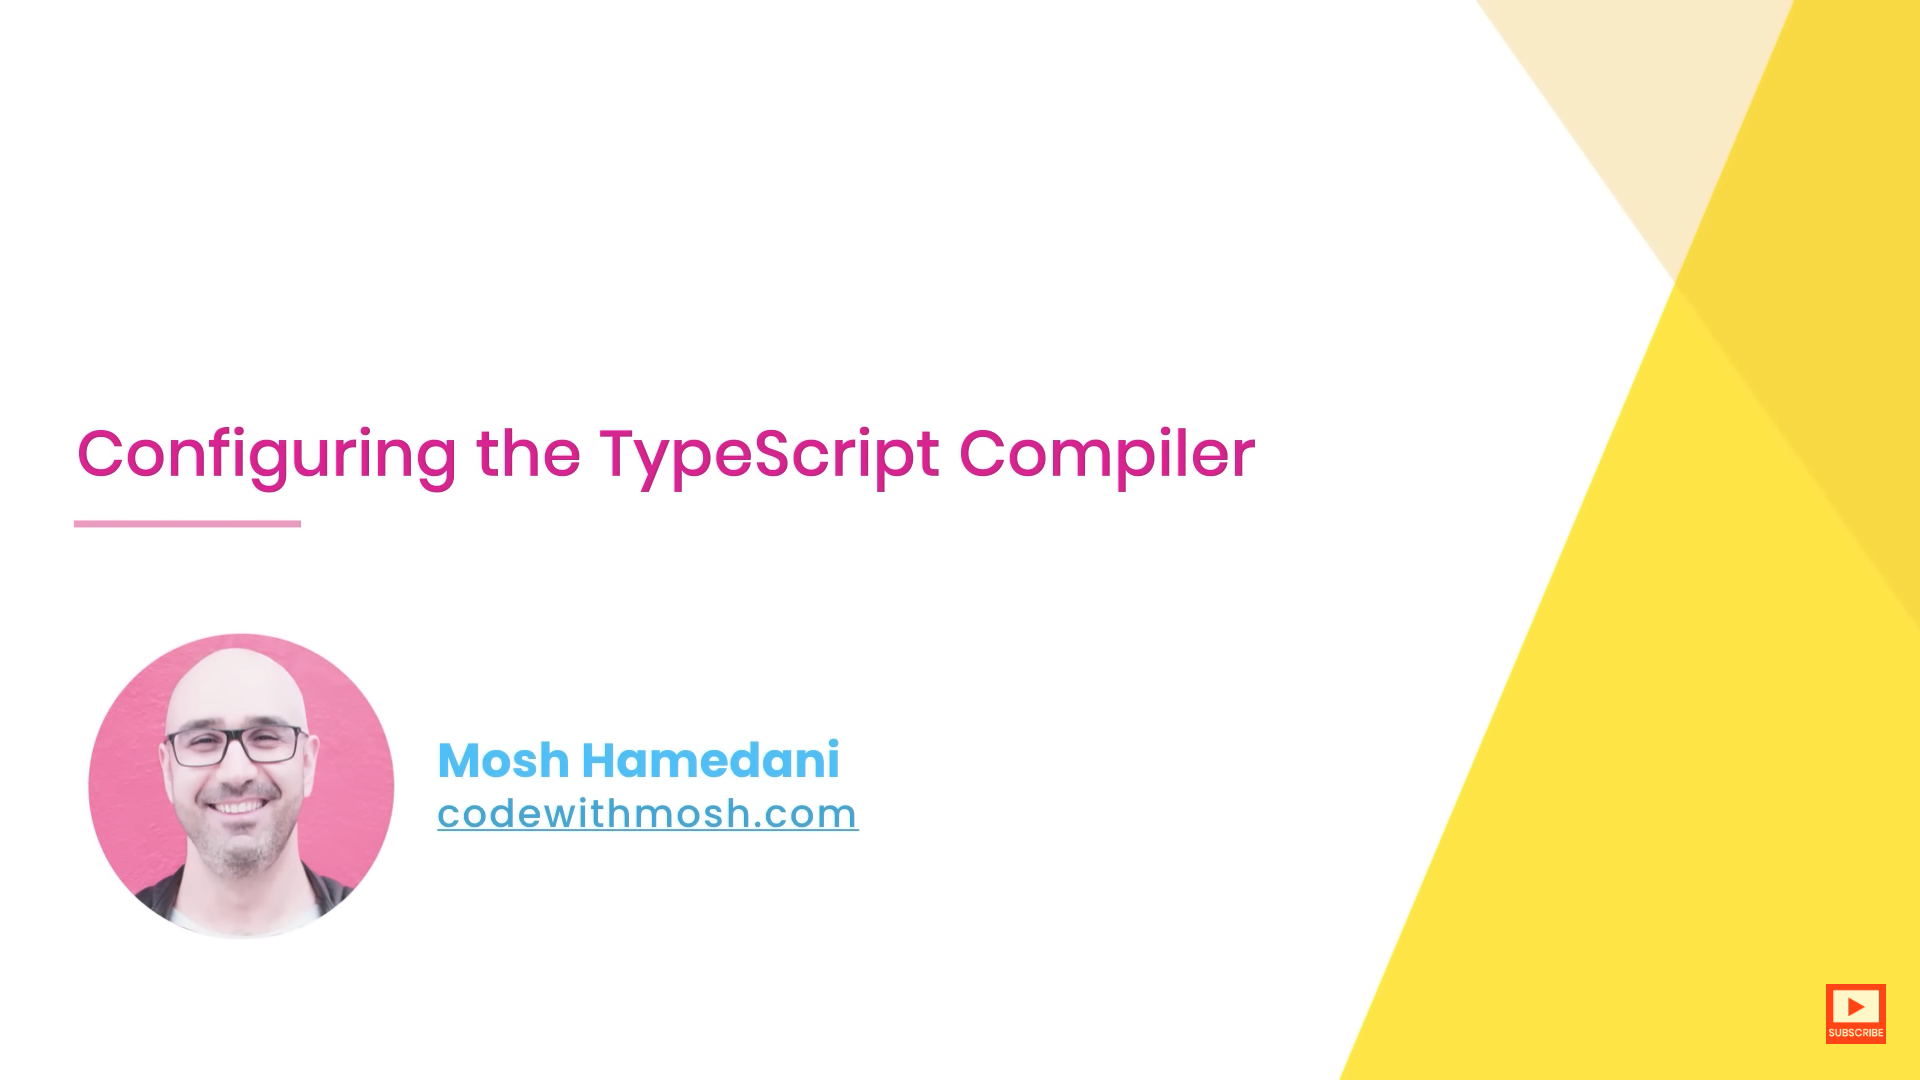 Configuring the TypeScript Compiler
Mosh Hamedani
codewithmosh.com
SUBSCRIBE